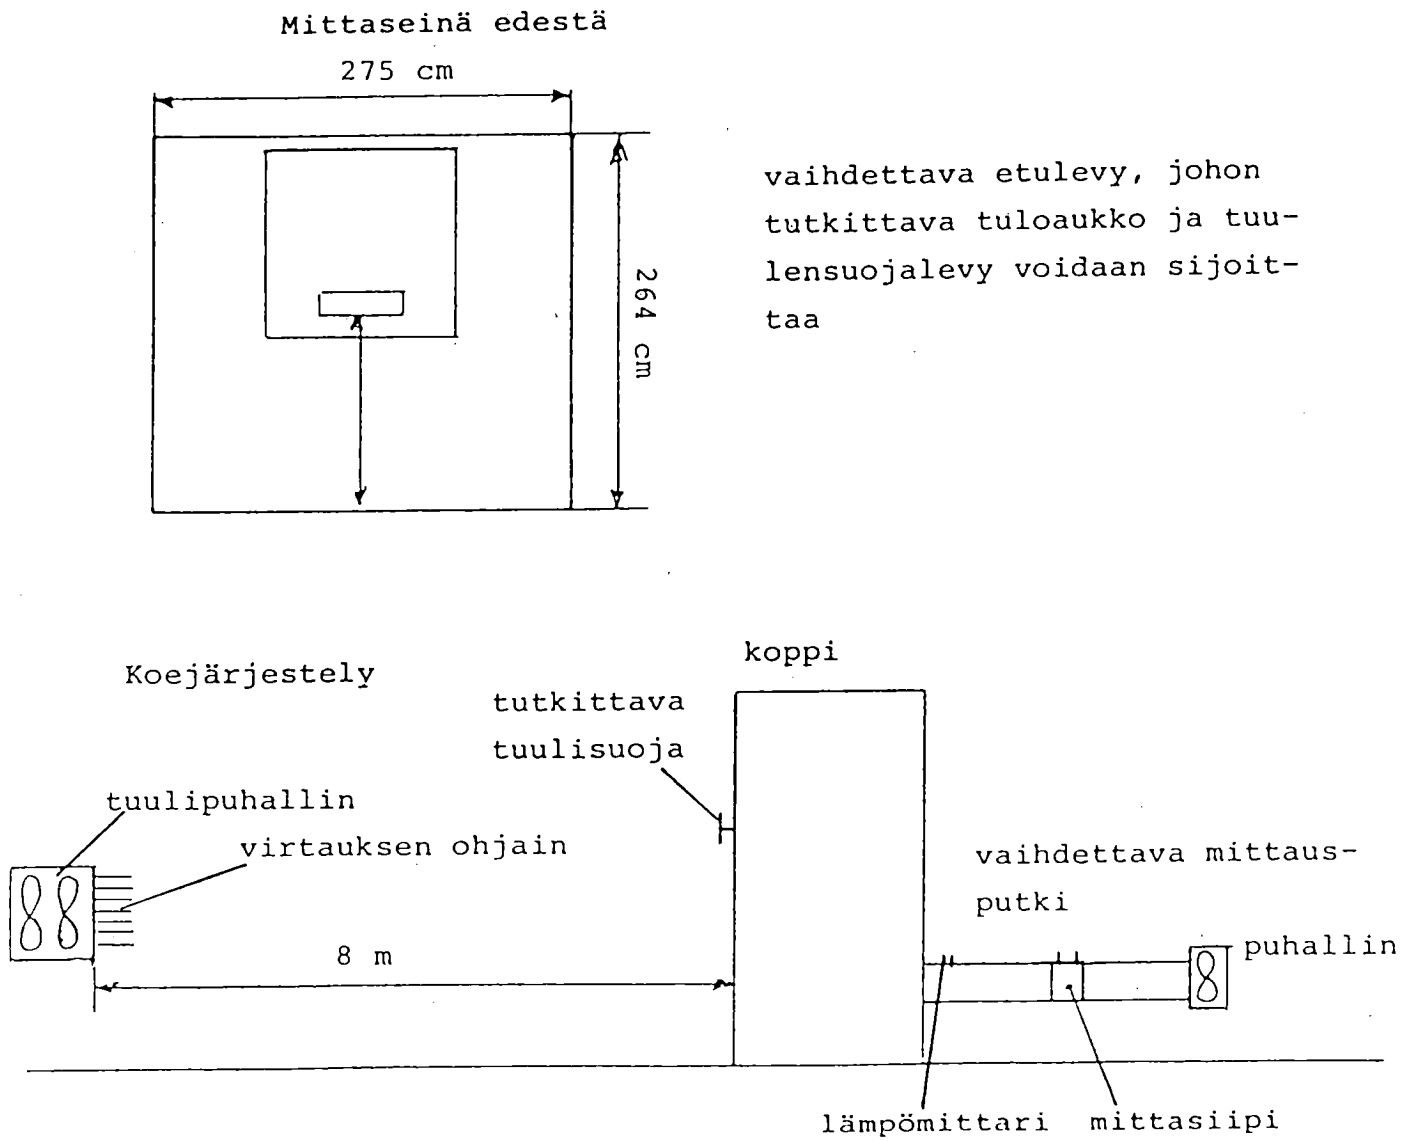 Mittaseinä edestä
275 cm
264 cm
vaihdettava etulevy, johon
tutkittava tuloaukko ja tuu-
lensuojalevy voidaan sijoit-
taa
Koejärjestely
koppi
tutkittava
tuulisuoja
tuulipuhallin
virtauksen ohjain
8 m
vaihdettava mittaus-
putki
puhallin
lämpömittari
mittasiipi